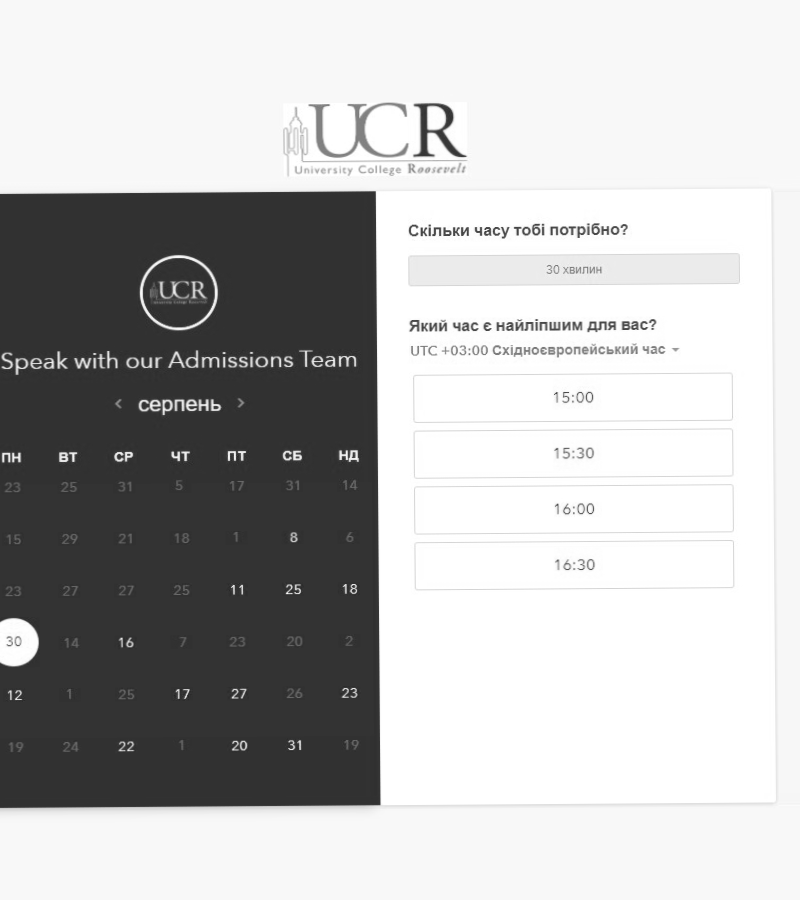 UCR
University College Roosevelt
UCR
Speak with our Admissions Team
серпень
ПН ВТ СР ЧТ ПТ СБ НД
23 25 31 5 17 31 14
15 29 21 18 1 8 6
23 27 27 25 11 25 18
30 14 16 7 23 20 2
12 1 25 17 27 26 23
19 24 22 1 20 31 19
Скільки часу тобі потрібно?
30 хвилин
Який час є найліпшим для вас?
UTC +03:00 Східноєвропейський час
15:00
15:30
16:00
16:30